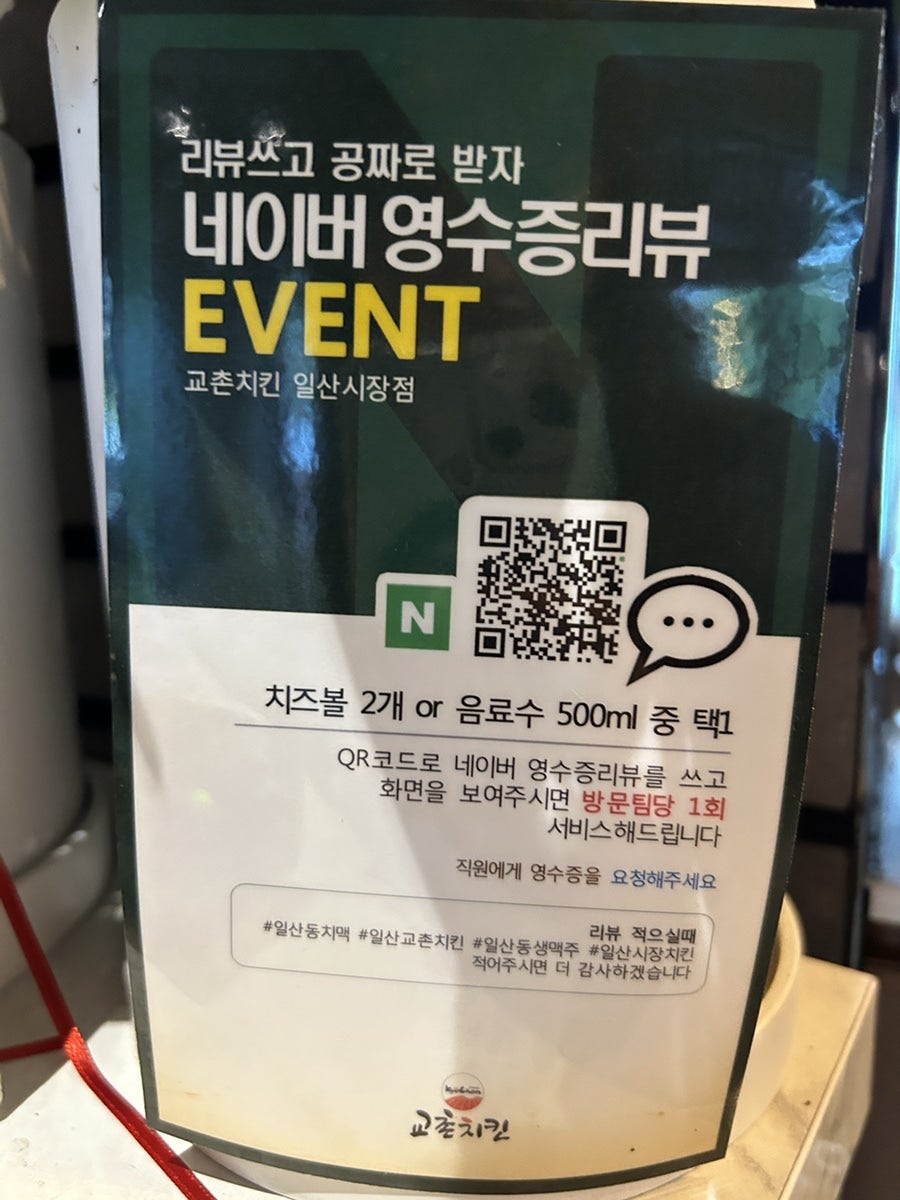 리뷰쓰고 공짜로 받자
네이버 영수증리뷰
EVENT
교촌치킨 일산시장점
N
치즈볼 2개 or 음료수 500ml 중 택1
QR코드로 네이버 영수증리뷰를 쓰고
화면을 보여주시면 방문팀당 1회
서비스해드립니다
직원에게 영수증을 요청해주세요
리뷰 적으실때
#일산동치맥 #일산교촌치킨 #일산동생맥주 #일산시장치킨
적어주시면 더 감사하겠습니다
KyoChon
교촌치킨